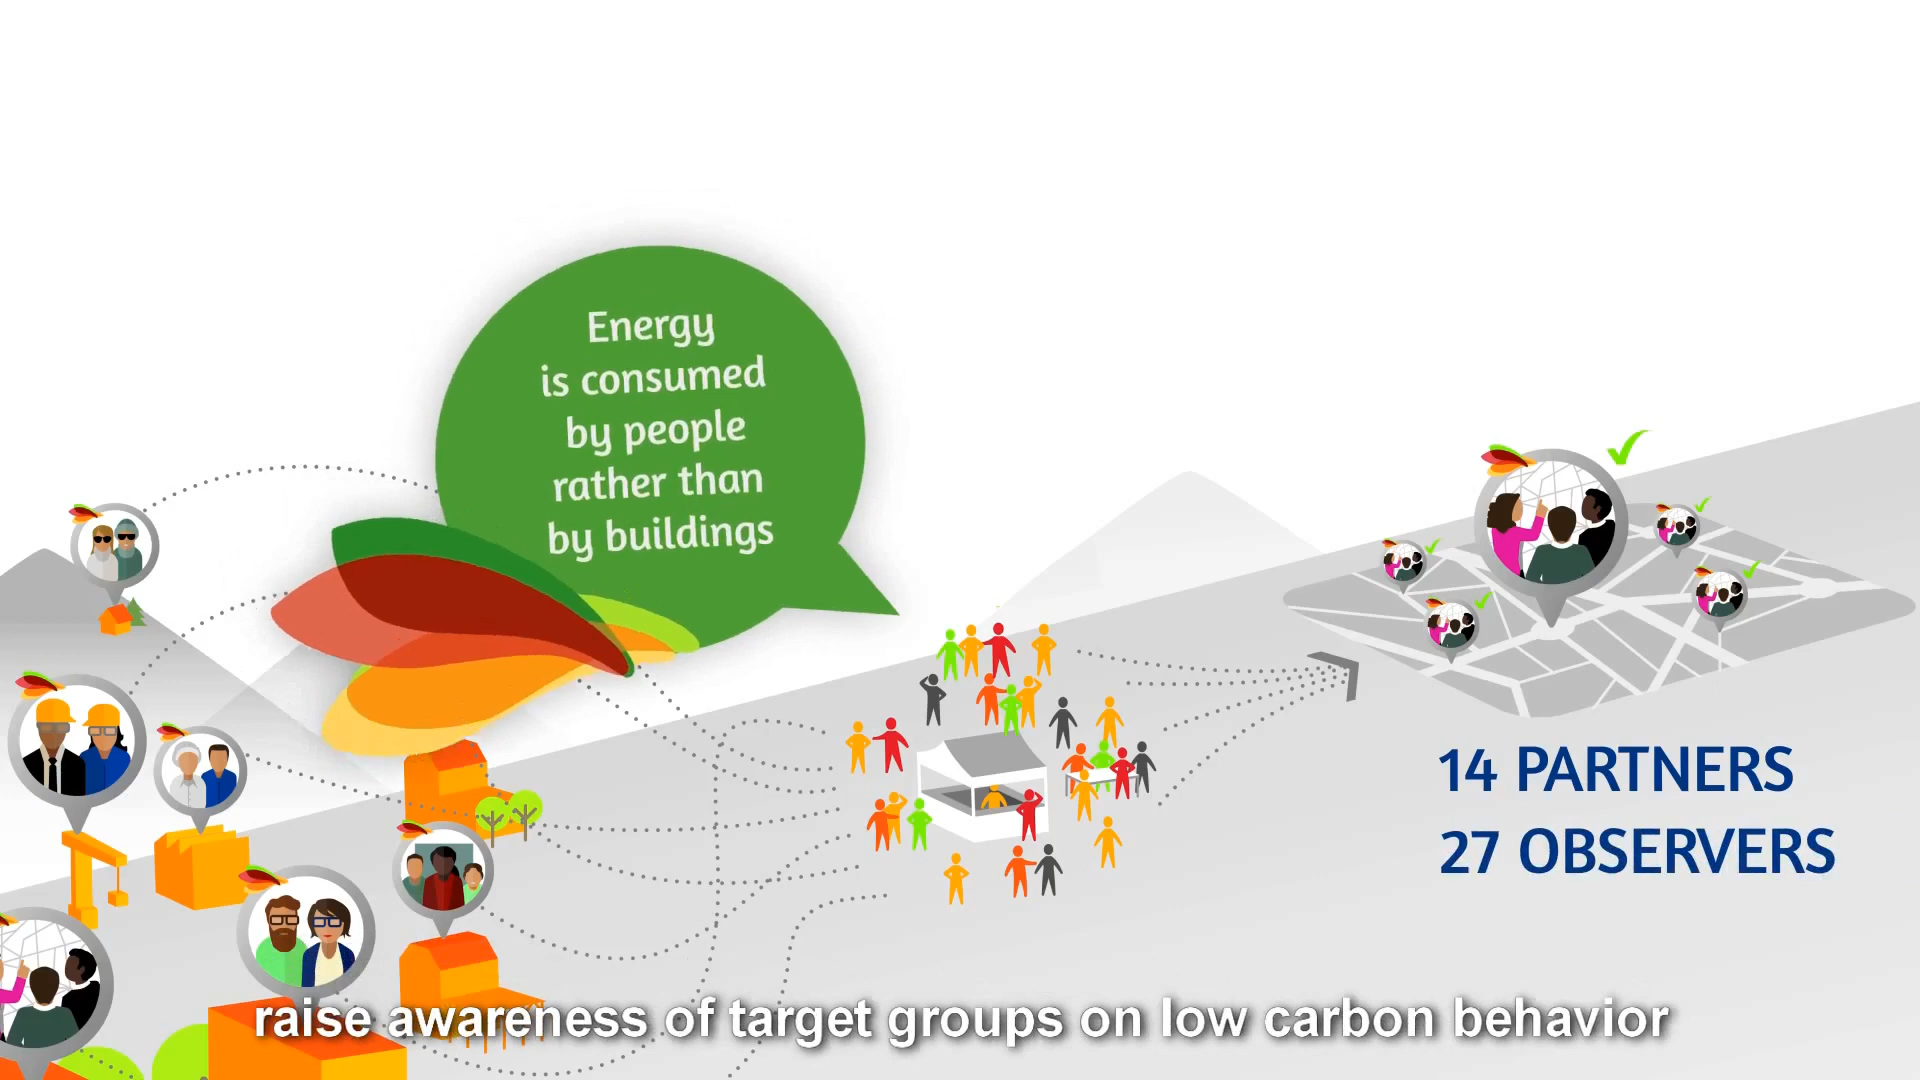 Energy
is consumed
by people
rather than
by buildings
14 PARTNERS
27 OBSERVERS
raise awareness of target groups on low carbon behavior